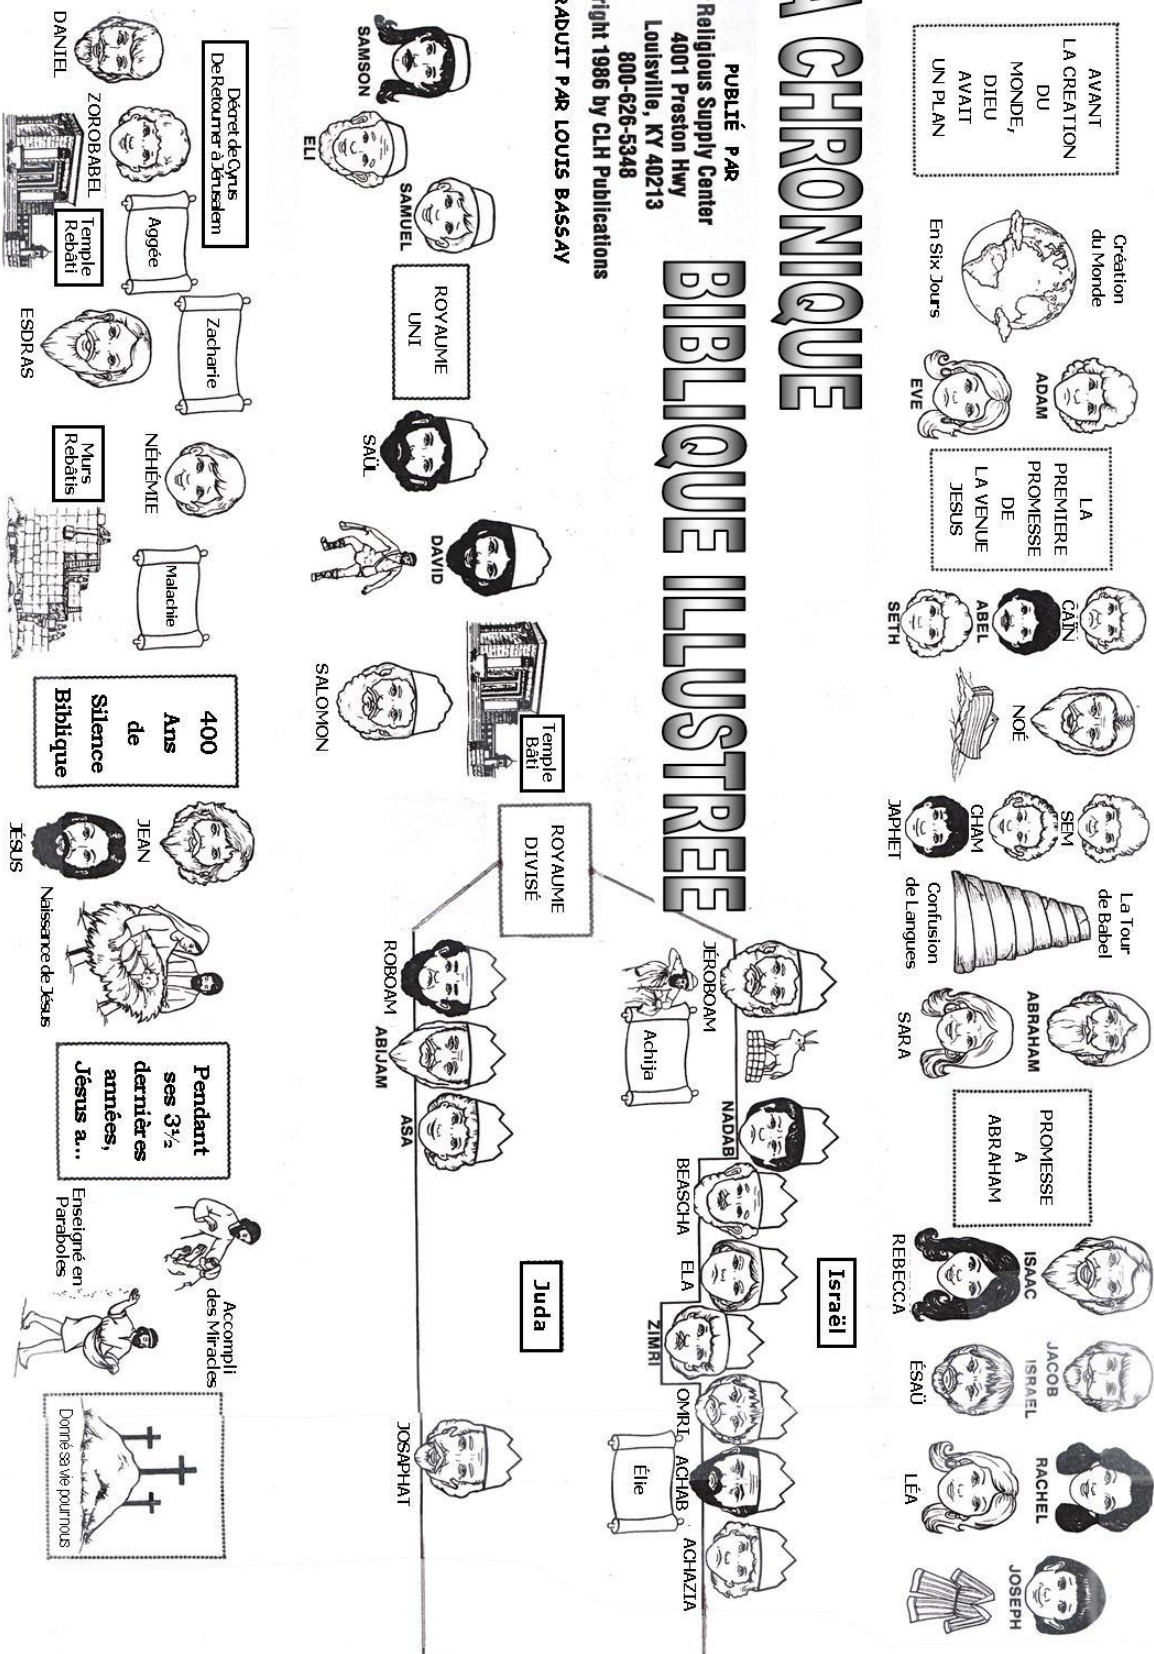 AVANT
LA CREATION
DU
MONDE,
DIEU
AVAIT
UN PLAN
Création
du Monde
En Six Jours
ADAM
EVE
LA
PREMIERE
PROMESSE
DE
LA VENUE
JESUS
CAÏN
ABEL
SETH
NOÉ
SEM
CHAM
JAPHET
La Tour
de Babel
Confusion
de Langues
ABRAHAM
SARA
PROMESSE
A
ABRAHAM
ISAAC
REBECCA
JACOB
ISRAEL
ÉSAÜ
RACHEL
LÉA
JOSEPH
A CHRONIQUE
BIBLIQUE ILLUSTREE
PUBLIÉ PAR
Religious Supply Center
4001 Preston Hwy
Louisville, KY 40213
800-626-5348
right 1986 by CLH Publications
RADUIT PAR LOUIS BASSAY
Israël
JÉROBOAM
Achija
NADAB
BEASCHA
ELA
ZIMRI
OMRI
ACHAB
Élie
ACHAZIA
SAMSON
ELI
SAMUEL
ROYAUME
UNI
SAÜL
DAVID
SALOMON
Temple
Bâti
ROYAUME
DIVISÉ
Juda
ROBOAM
ABIJAM
ASA
JOSAPHAT
DANIEL
Décret de Cyrus
De Retourner à Jérusalem
ZOROBABEL
Temple
Rebâti
Aggée
Zacharie
ESDRAS
NÉHÉMIE
Murs
Rebâtis
Malachie
400
Ans
de
Silence
Biblique
JEAN
JÉSUS
Naissance de Jésus
Pendant
ses 3½
dernières
années,
Jésus a...
Accompli
des Miracles
Enseigné en
Paraboles
Donné sa vie pour nous